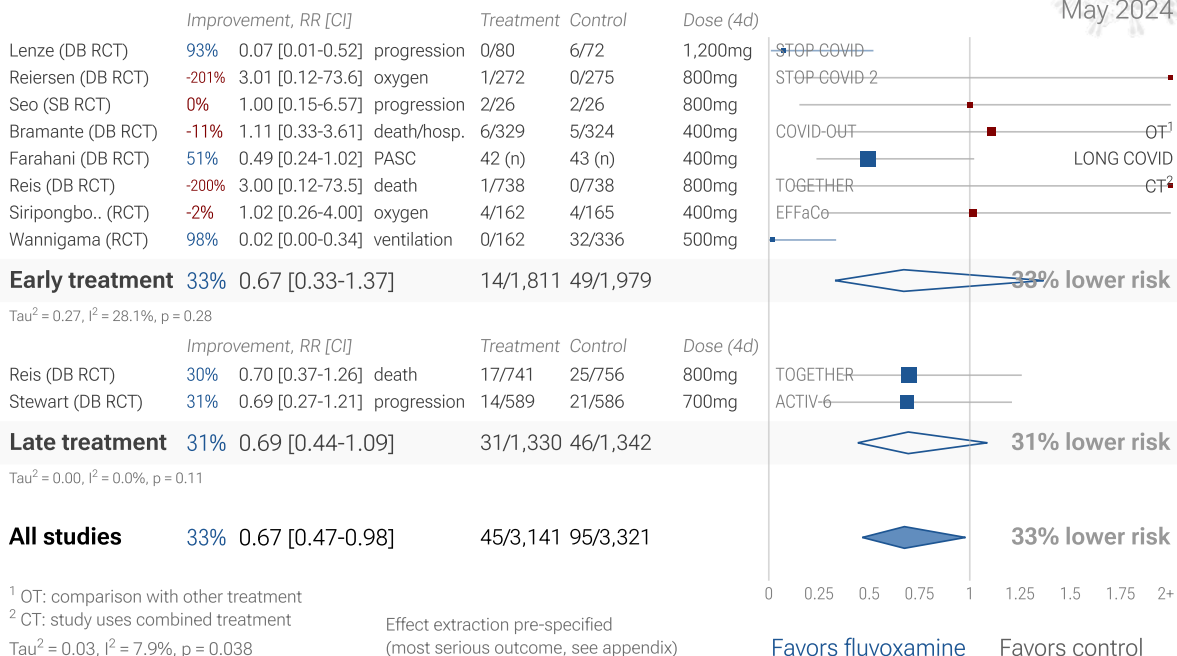 May 2024
Improvement, RR [CI] Treatment Control Dose (4d)
Lenze (DB RCT) 93% 0.07 [0.01-0.52] progression 0/80 6/72 1,200mg STOP COVID
Reiersen (DB RCT) -201% 3.01 [0.12-73.6] oxygen 1/272 0/275 800mg STOP COVID 2
Seo (SB RCT) 0% 1.00 [0.15-6.57] progression 2/26 2/26 800mg
Bramante (DB RCT) -11% 1.11 [0.33-3.61] death/hosp. 6/329 5/324 400mg COVID-OUT OT¹
Farahani (DB RCT) 51% 0.49 [0.24-1.02] PASC 42 (n) 43 (n) 400mg LONG COVID
Reis (DB RCT) -200% 3.00 [0.12-73.5] death 1/738 0/738 800mg TOGETHER CT²
Siripongbo.. (RCT) -2% 1.02 [0.26-4.00] oxygen 4/162 4/165 400mg EFFaCo
Wannigama (RCT) 98% 0.02 [0.00-0.34] ventilation 0/162 32/336 500mg
Early treatment 33% 0.67 [0.33-1.37] 14/1,811 49/1,979 33% lower risk
Tau² = 0.27, I² = 28.1%, p = 0.28
Improvement, RR [CI] Treatment Control Dose (4d)
Reis (DB RCT) 30% 0.70 [0.37-1.26] death 17/741 25/756 800mg TOGETHER
Stewart (DB RCT) 31% 0.69 [0.27-1.21] progression 14/589 21/586 700mg ACTIV-6
Late treatment 31% 0.69 [0.44-1.09] 31/1,330 46/1,342 31% lower risk
Tau² = 0.00, I² = 0.0%, p = 0.11
All studies 33% 0.67 [0.47-0.98] 45/3,141 95/3,321 33% lower risk
0 0.25 0.5 0.75 1 1.25 1.5 1.75 2+
¹ OT: comparison with other treatment
² CT: study uses combined treatment
Tau² = 0.03, I² = 7.9%, p = 0.038
Effect extraction pre-specified
(most serious outcome, see appendix)
Favors fluvoxamine Favors control